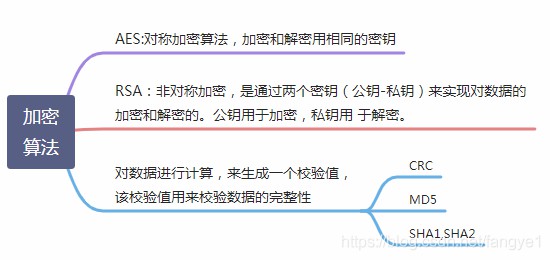 AES:对称加密算法，加密和解密用相同的密钥
RSA：非对称加密，是通过两个密钥（公钥-私钥）来实现对数据的
加密和解密的。公钥用于加密，私钥用 于解密。
加密
算法
对数据进行计算，来生成一个校验值，
该校验值用来校验数据的完整性
CRC
MD5
SHA1,SHA2
https://blog.csdn.net/fangye1